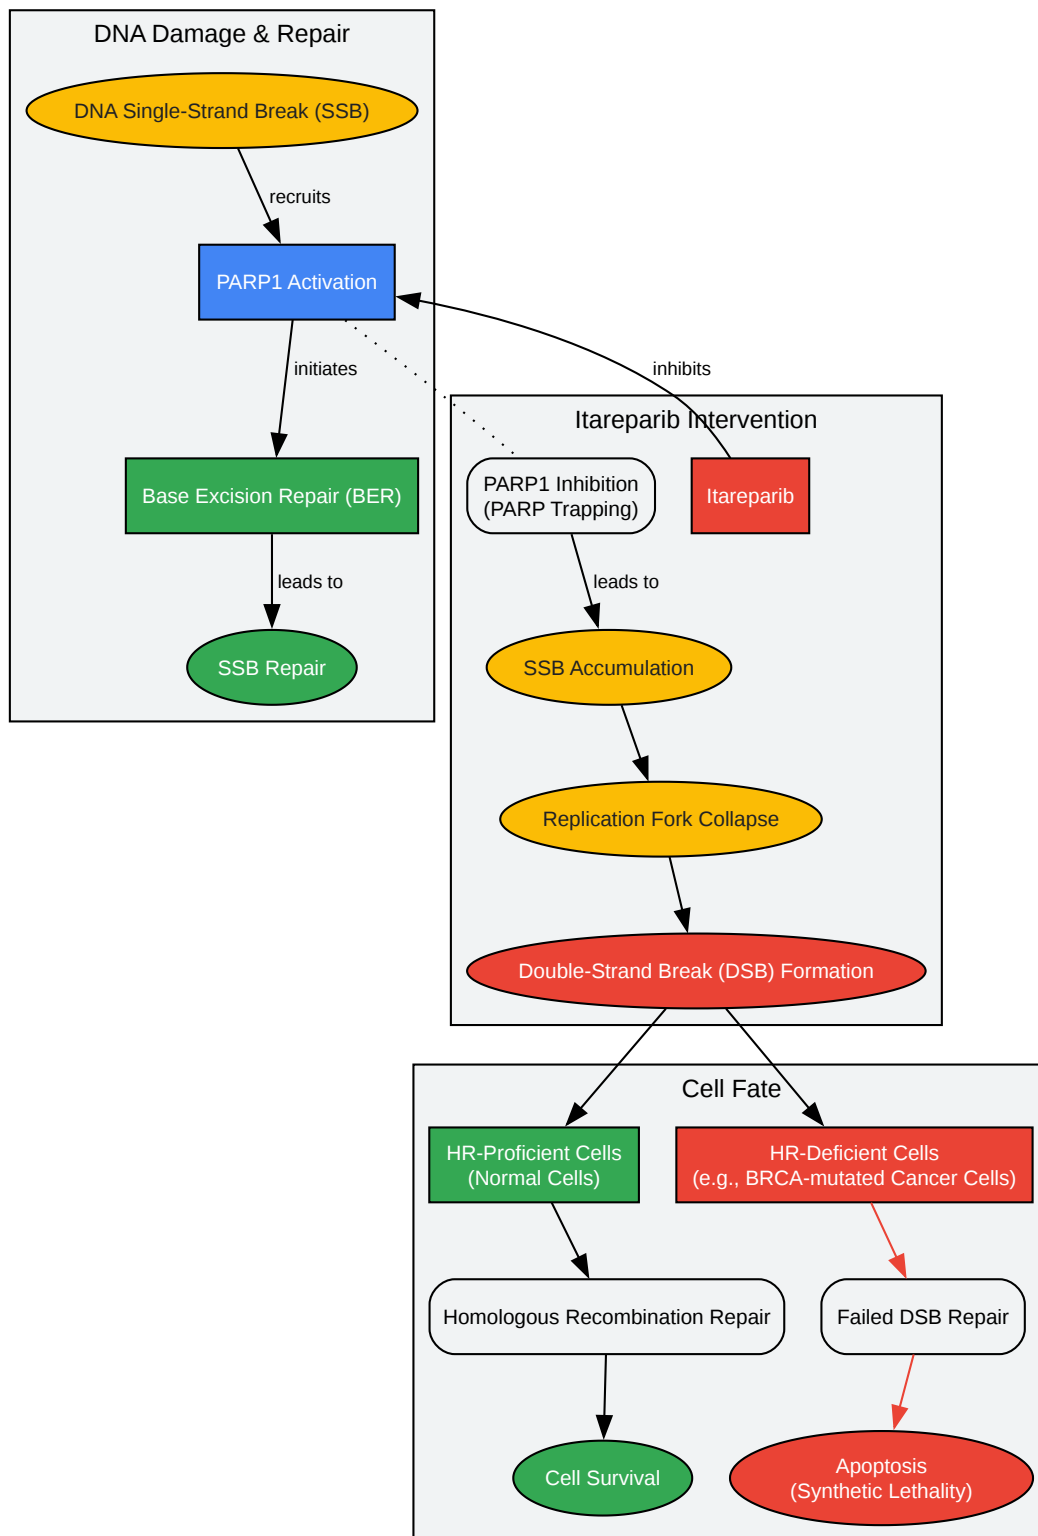 DNA Damage & Repair
DNA Single-Strand Break (SSB)
recruits
PARP1 Activation
initiates
inhibits
Itareparib Intervention
Base Excision Repair (BER)
PARP1 Inhibition
(PARP Trapping)
Itareparib
leads to
leads to
SSB Repair
SSB Accumulation
Replication Fork Collapse
Double-Strand Break (DSB) Formation
Cell Fate
HR-Proficient Cells
(Normal Cells)
HR-Deficient Cells
(e.g., BRCA-mutated Cancer Cells)
Homologous Recombination Repair
Failed DSB Repair
Cell Survival
Apoptosis
(Synthetic Lethality)